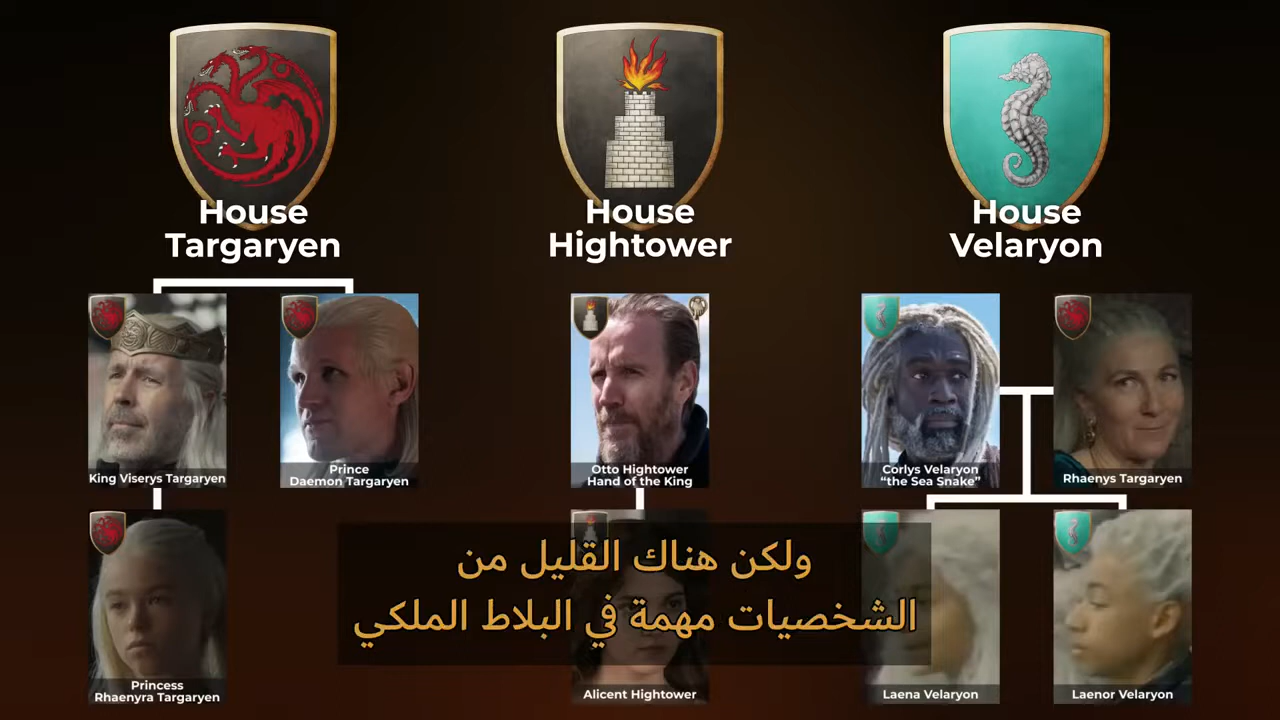 House
Targaryen
House
Hightower
House
Velaryon
King Viserys Targaryen
Prince
Daemon Targaryen
Otto Hightower
Hand of the King
Corlys Velaryon
“the Sea Snake”
Rhaenys Targaryen
ولكن هناك القليل من
الشخصيات مهمة في البلاط الملكي
Princess
Rhaenyra Targaryen
Alicent Hightower
Laena Velaryon
Laenor Velaryon